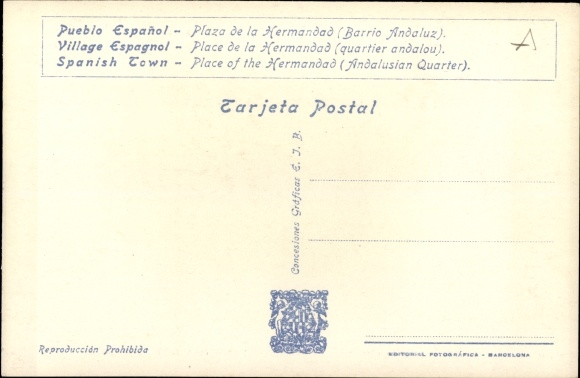 Pueblo Español – Plaza de la Hermandad (Barrio Andaluz).
Village Espagnol – Place de la Hermandad (quartier andalou).
Spanish Town – Place of the Hermandad (Andalusian Quarter).
A
Tarjeta Postal
Concesiones Gráficas E. I. B.
Reproducción Prohibida
EDITORIAL FOTOGRÁFICA - BARCELONA